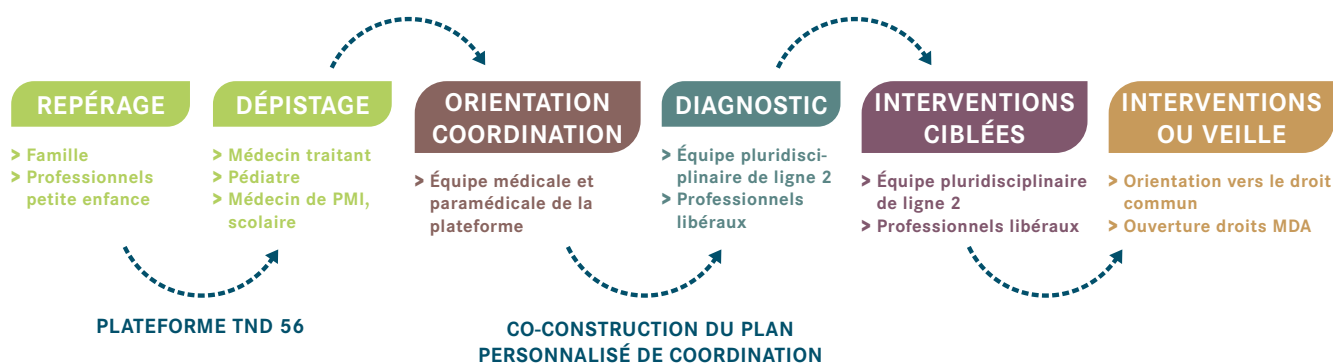 REPÉRAGE
> Famille
> Professionnels
petite enfance
DÉPISTAGE
> Médecin traitant
> Pédiatre
> Médecin de PMI,
scolaire
ORIENTATION
COORDINATION
> Équipe médicale et
paramédicale de la
plateforme
DIAGNOSTIC
> Équipe pluridisci-
plinaire de ligne 2
> Professionnels
libéraux
INTERVENTIONS
CIBLÉES
> Équipe pluridisciplinaire
de ligne 2
> Professionnels libéraux
INTERVENTIONS
OU VEILLE
> Orientation vers le droit
commun
> Ouverture droits MDA
PLATEFORME TND 56
CO-CONSTRUCTION DU PLAN
PERSONNALISÉ DE COORDINATION